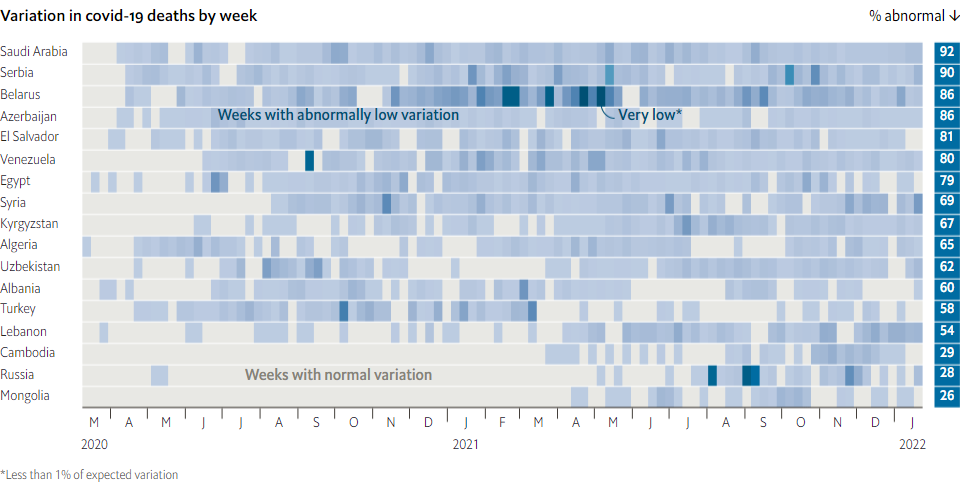 Variation in covid-19 deaths by week
% abnormal ↓
Saudi Arabia 92
Serbia 90
Belarus 86
Azerbaijan Weeks with abnormally low variation Very low* 86
El Salvador 81
Venezuela 80
Egypt 79
Syria 69
Kyrgyzstan 67
Algeria 65
Uzbekistan 62
Albania 60
Turkey 58
Lebanon 54
Cambodia 29
Russia Weeks with normal variation 28
Mongolia 26
M A M J J A S O N D J F M A M J J A S O N D J
2020 2021 2022
*Less than 1% of expected variation